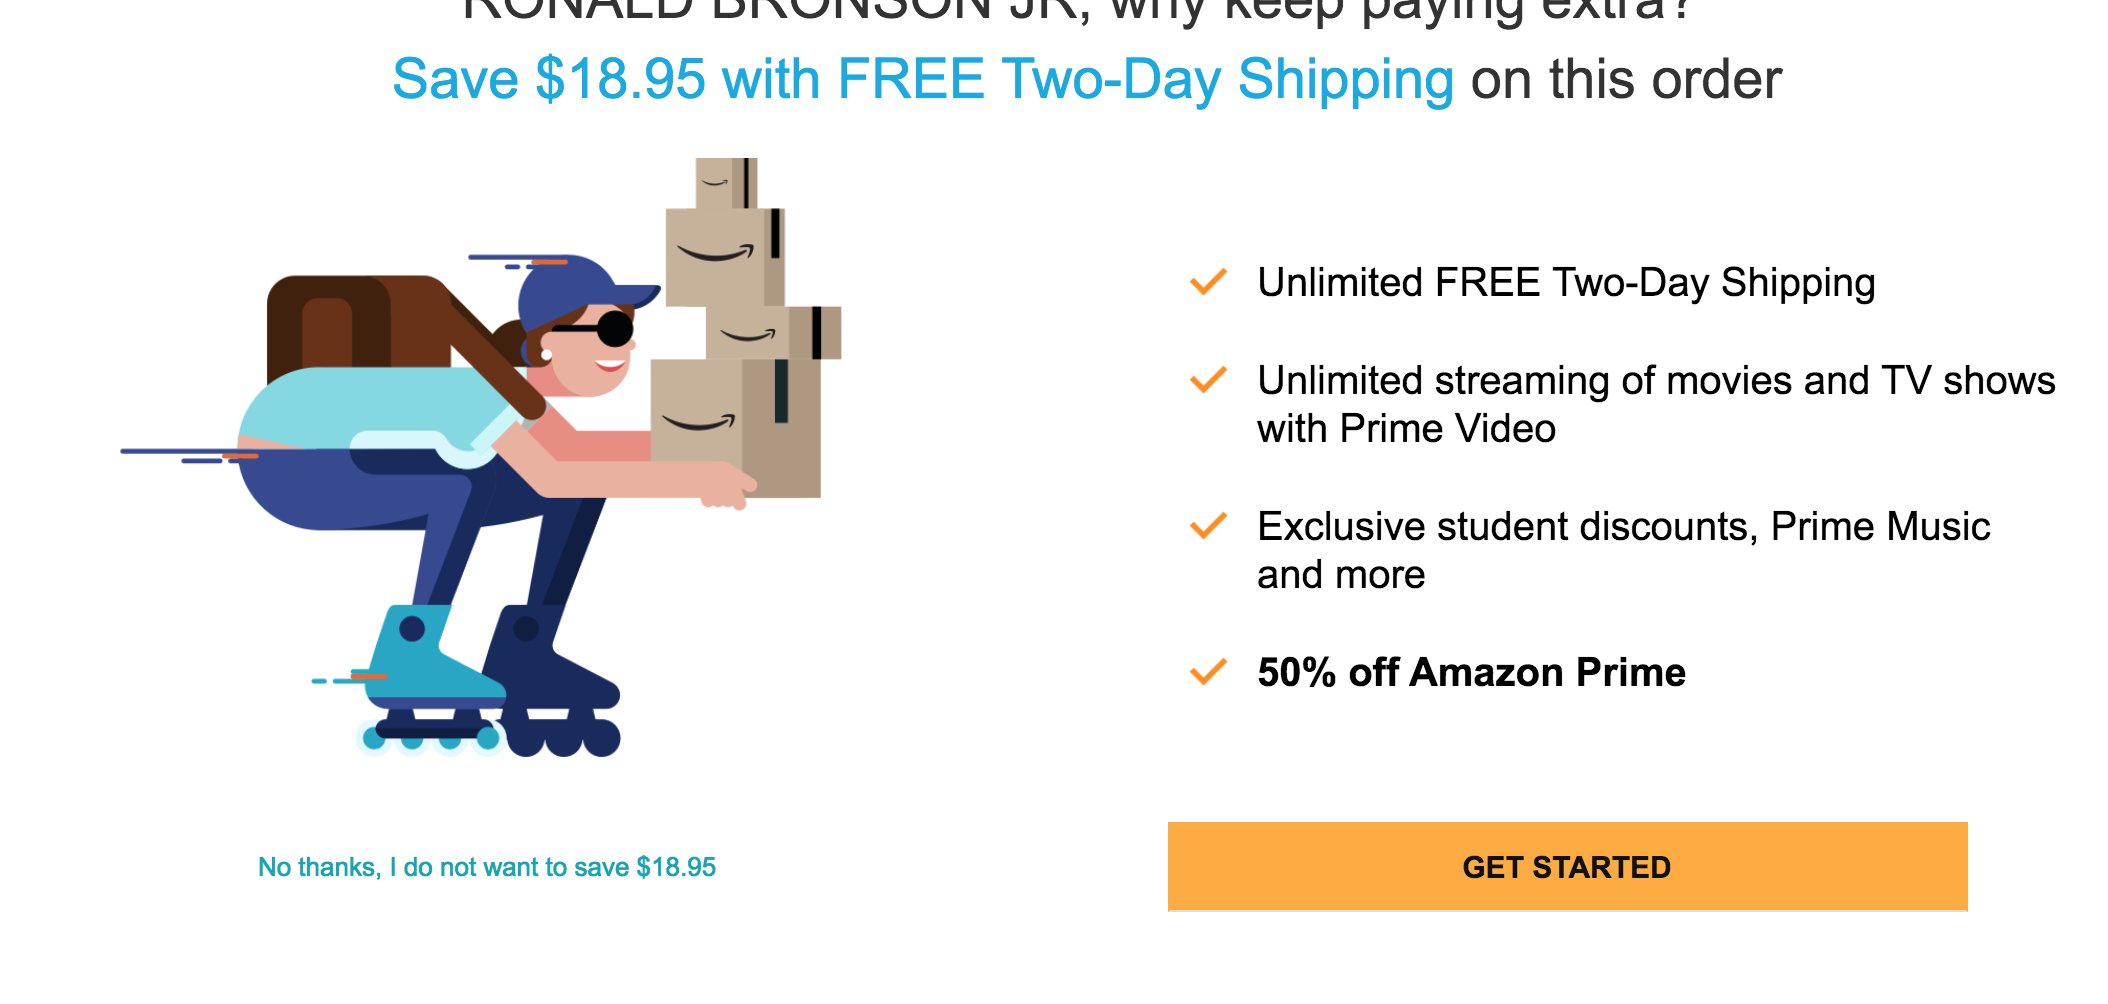 RONALD BRONSON JR, why keep paying extra?
Save $18.95 with FREE Two-Day Shipping on this order
Unlimited FREE Two-Day Shipping
Unlimited streaming of movies and TV shows
with Prime Video
Exclusive student discounts, Prime Music
and more
50% off Amazon Prime
No thanks, I do not want to save $18.95
GET STARTED